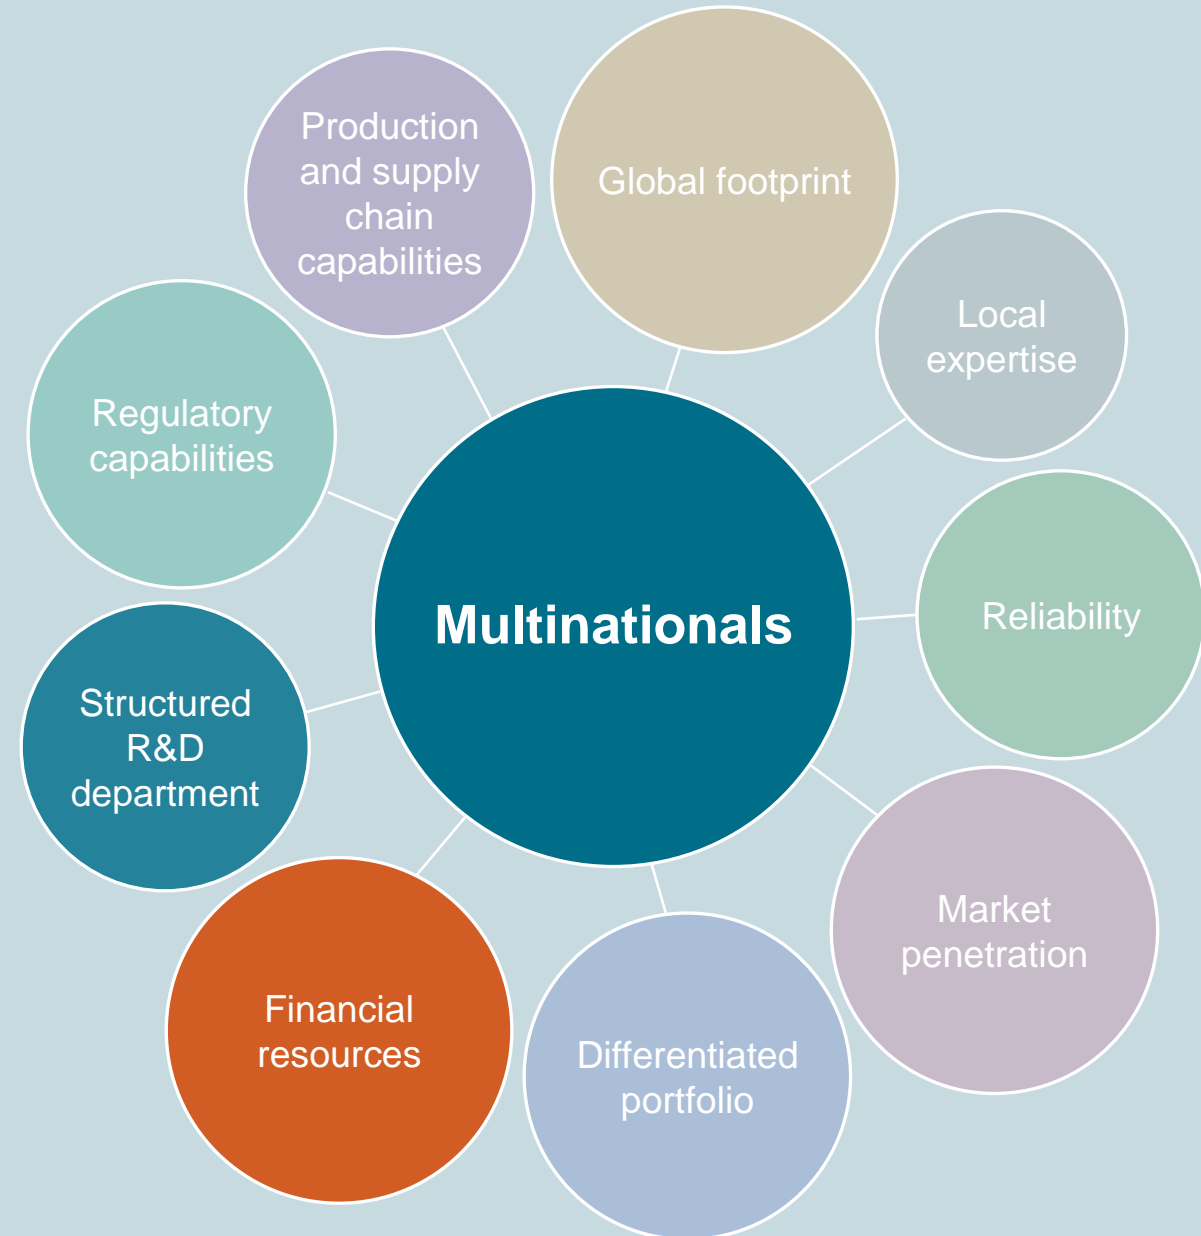 Production
and supply
chain
capabilities
Global footprint
Local
expertise
Regulatory
capabilities
Multinationals
Reliability
Structured
R&D
department
Market
penetration
Financial
resources
Differentiated
portfolio